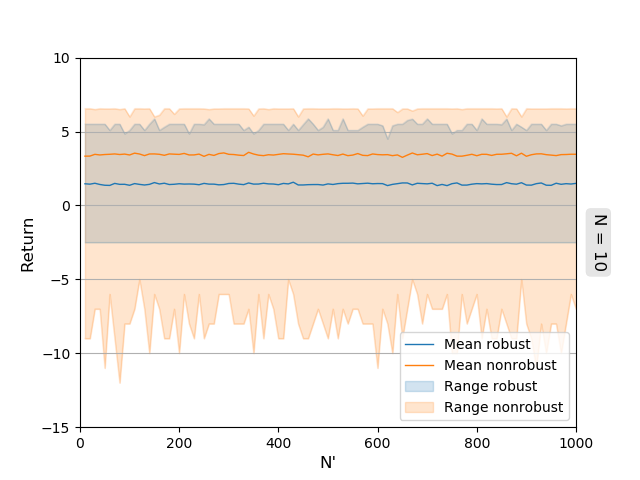 10
5
0
−5
−10
−15
Return
0
200
400
600
800
1000
N'
N = 10
Mean robust
Mean nonrobust
Range robust
Range nonrobust